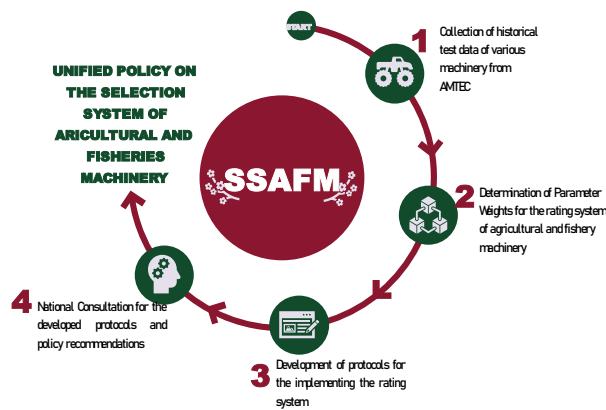 START
1
Collection of historical
test data of various
machinery from
AMTEC
2
Determination of Parameter
Weights for the rating system
of agricultural and fishery
machinery
3
Development of protocols for
the implementing the rating
system
4
National Consultation for the
developed protocols and
policy recommendations
UNIFIED POLICY ON
THE SELECTION
SYSTEM OF
ARICULTURAL AND
FISHERIES
MACHINERY
SSAFM